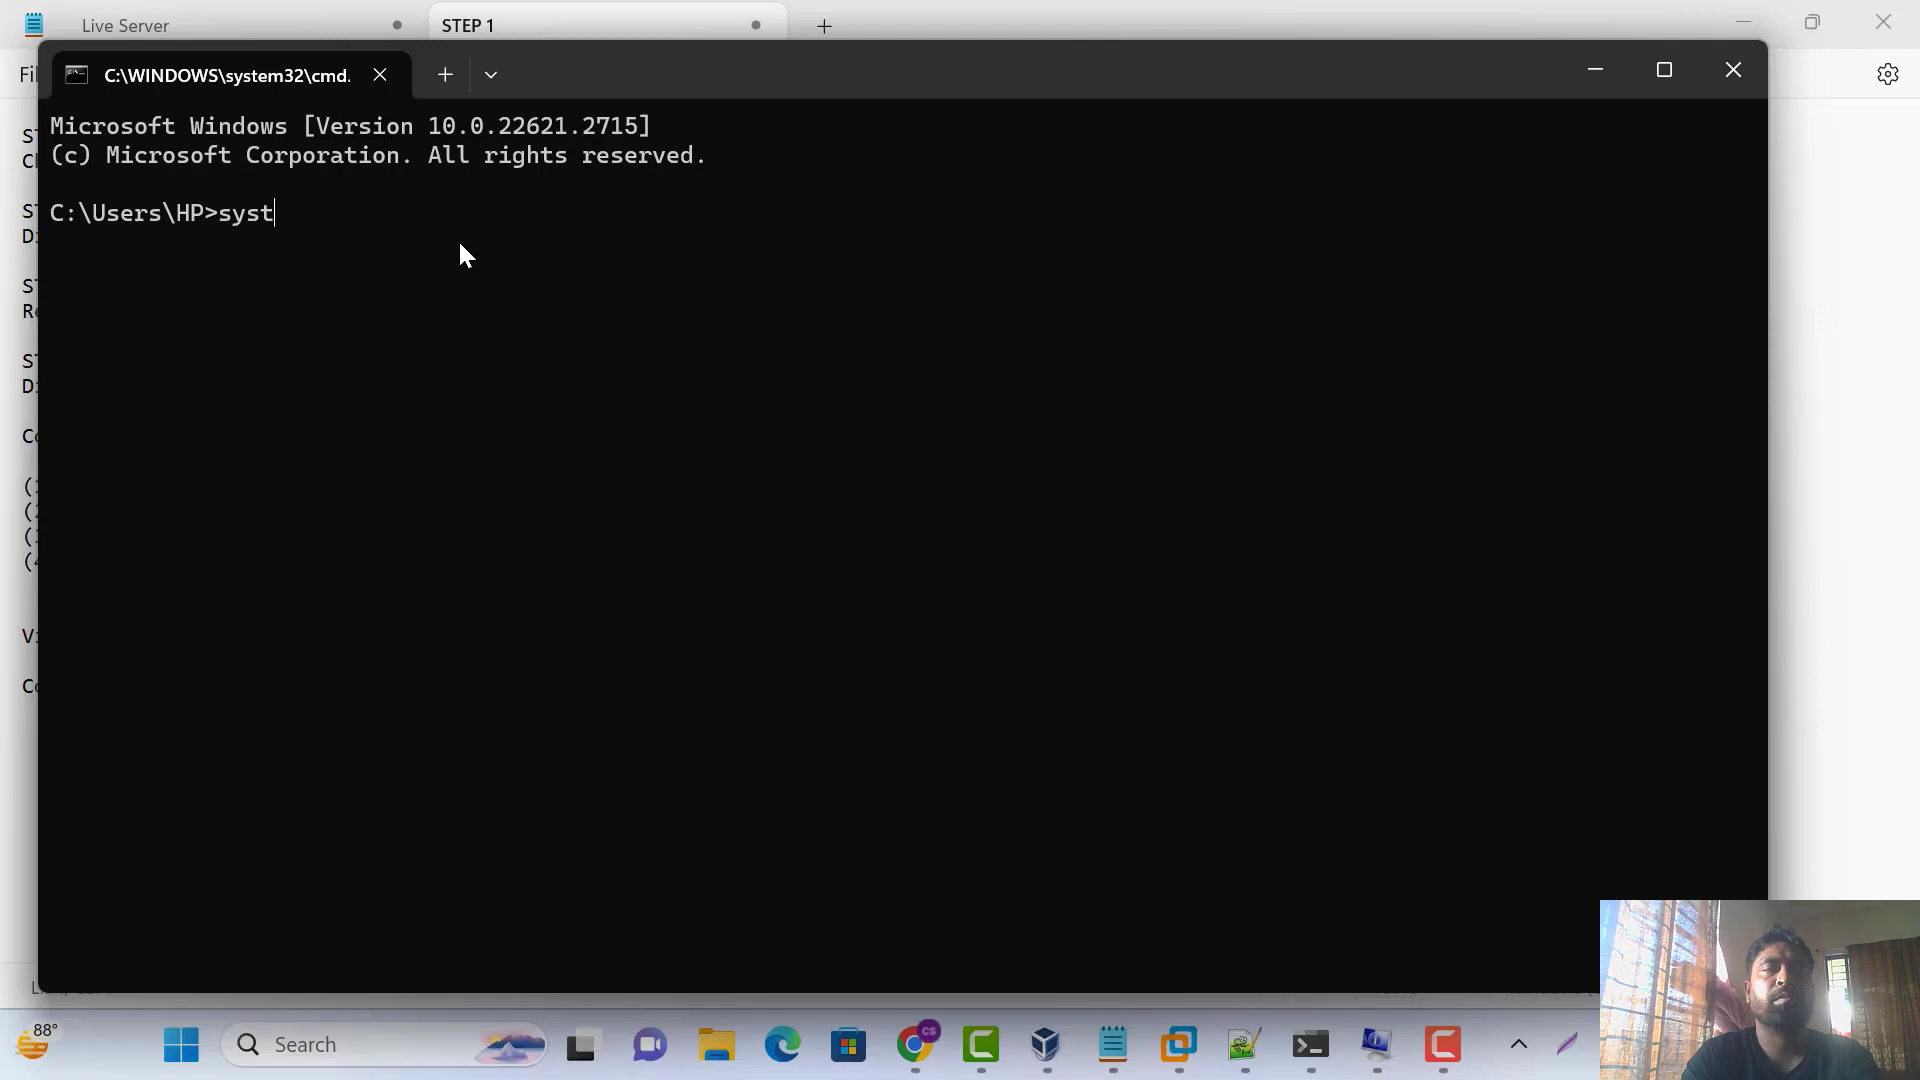 Live Server
STEP 1
C:\WINDOWS\system32\cmd.
Microsoft Windows [Version 10.0.22621.2715]
(c) Microsoft Corporation. All rights reserved.
C:\Users\HP>syst
88°
Search
CS